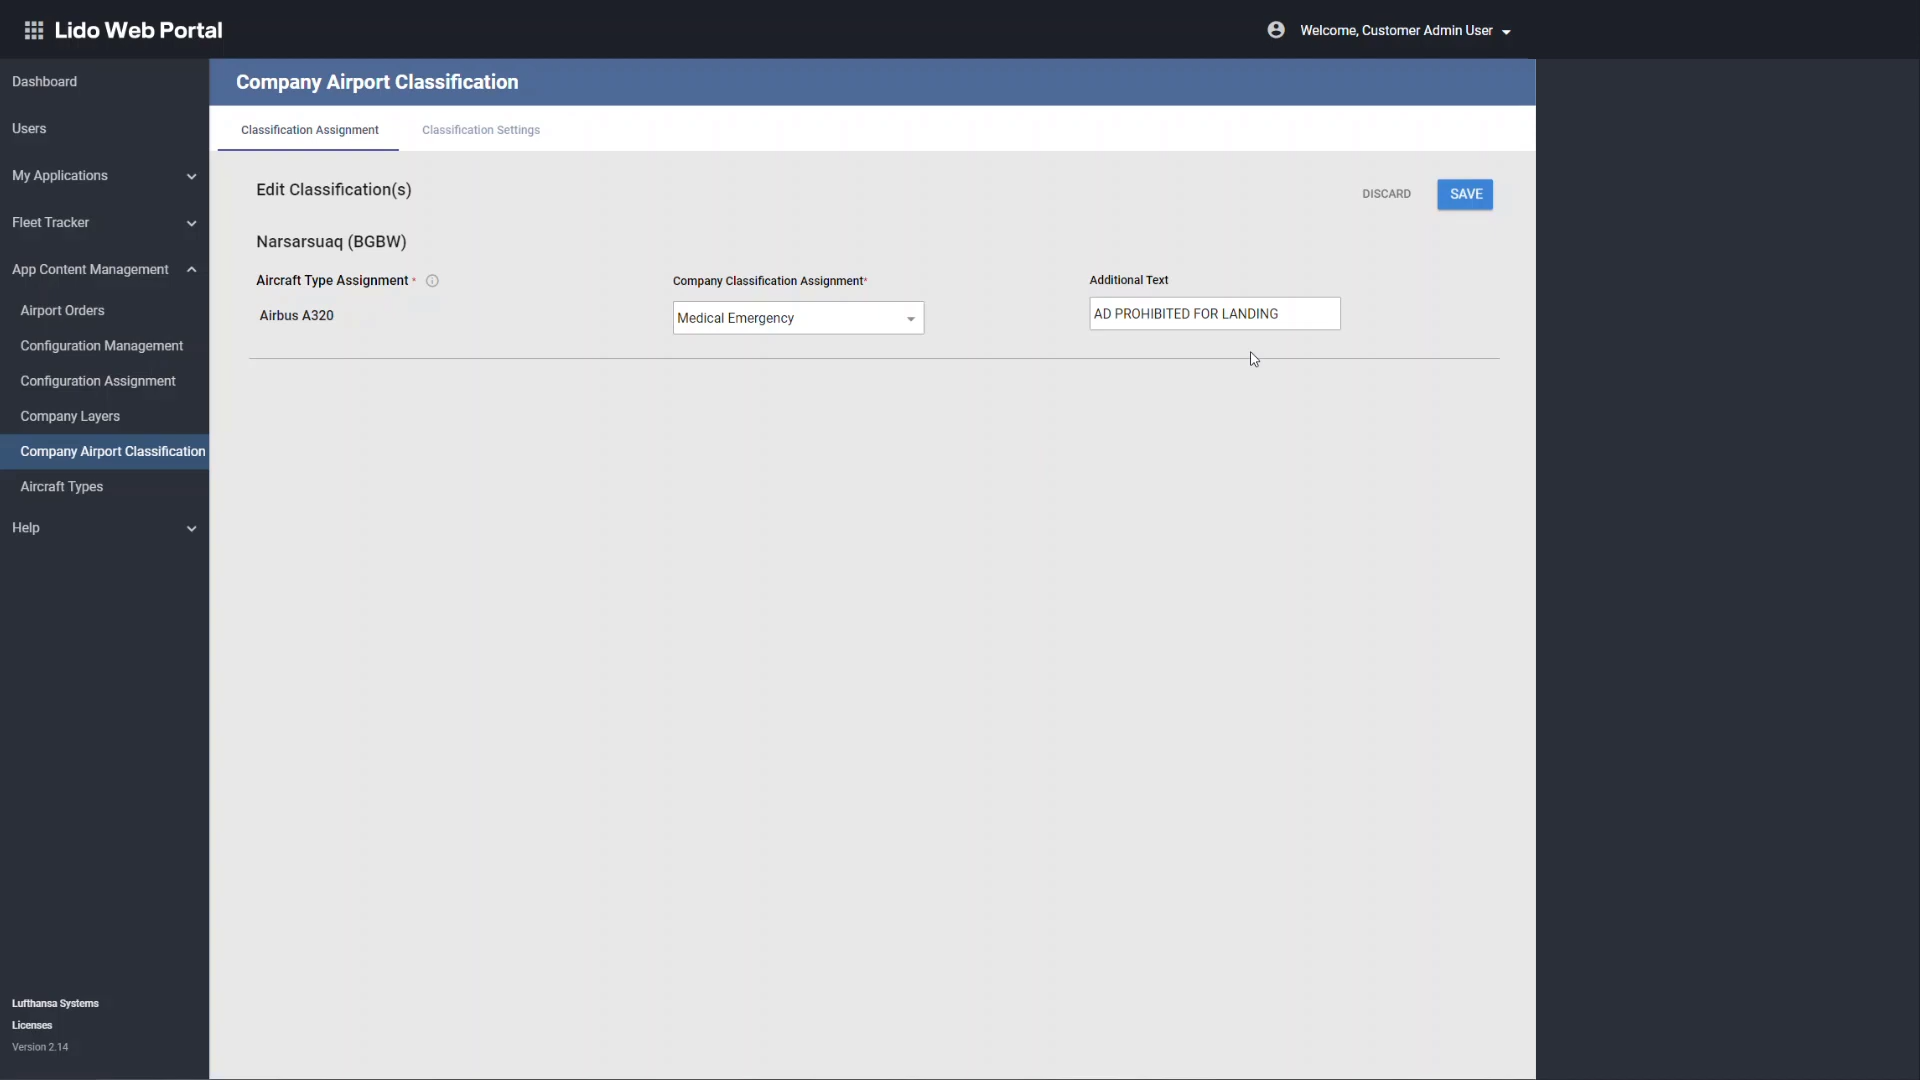 Lido Web Portal
Welcome, Customer Admin User
Dashboard
Users
My Applications
Fleet Tracker
App Content Management
Airport Orders
Configuration Management
Configuration Assignment
Company Layers
Company Airport Classification
Aircraft Types
Help
Lufthansa Systems
Licenses
Version 2.14
Company Airport Classification
Classification Assignment
Classification Settings
Edit Classification(s)
DISCARD
SAVE
Narsarsuaq (BGBW)
Aircraft Type Assignment *
Company Classification Assignment*
Additional Text
Airbus A320
Medical Emergency
AD PROHIBITED FOR LANDING